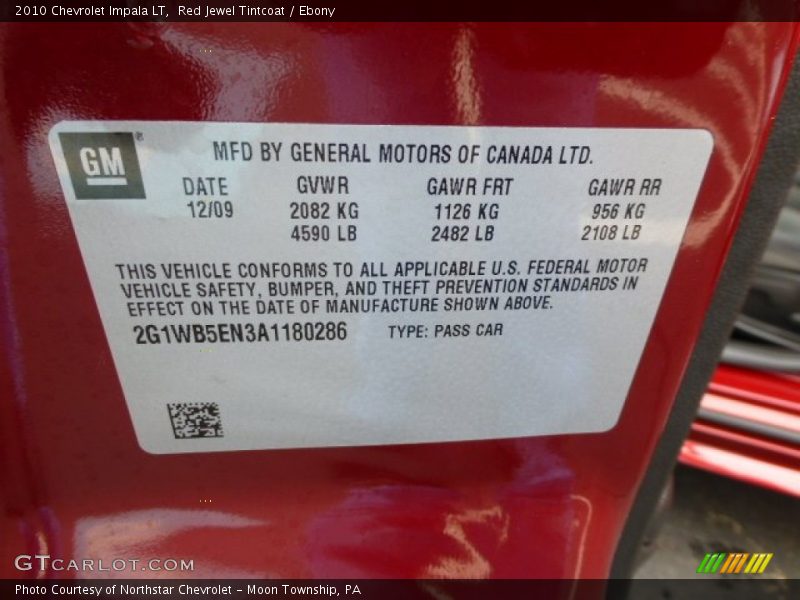 2010 Chevrolet Impala LT, Red Jewel Tintcoat / Ebony
GM ® MFD BY GENERAL MOTORS OF CANADA LTD.
DATE GVWR GAWR FRT GAWR RR
12/09 2082 KG 1126 KG 956 KG
4590 LB 2482 LB 2108 LB
THIS VEHICLE CONFORMS TO ALL APPLICABLE U.S. FEDERAL MOTOR
VEHICLE SAFETY, BUMPER, AND THEFT PREVENTION STANDARDS IN
EFFECT ON THE DATE OF MANUFACTURE SHOWN ABOVE.
2G1WB5EN3A1180286 TYPE: PASS CAR
GTCARLOT.COM
Photo Courtesy of Northstar Chevrolet - Moon Township, PA